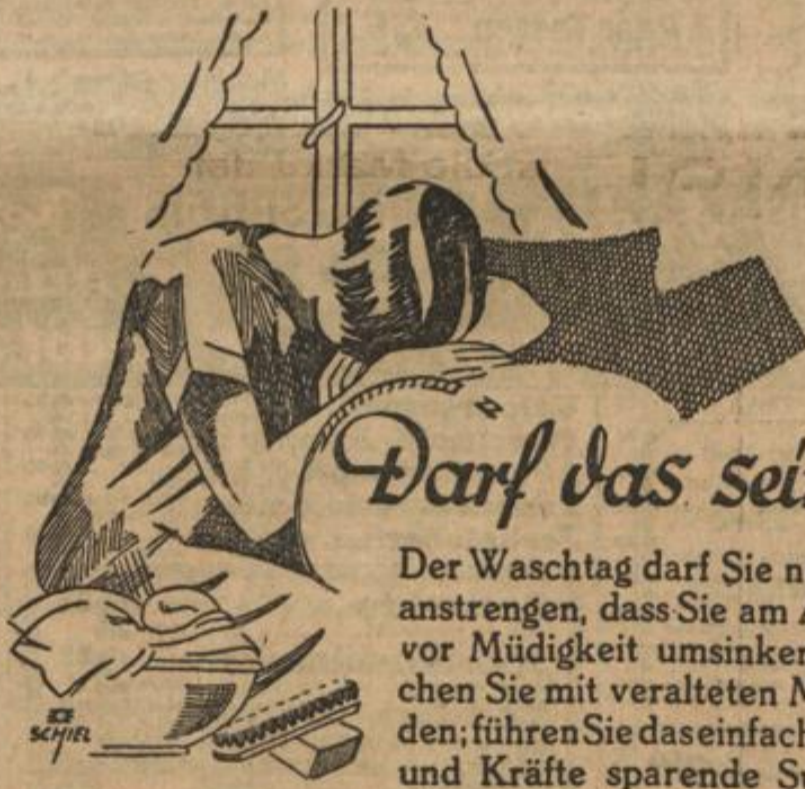 Darf das sei
Der Waschtag darf Sie n
anstrengen, dass Sie am A
vor Müdigkeit umsinken
chen Sie mit veralteten M
den; führen Sie das einfach
und Kräfte sparende Sp
SCHIEL